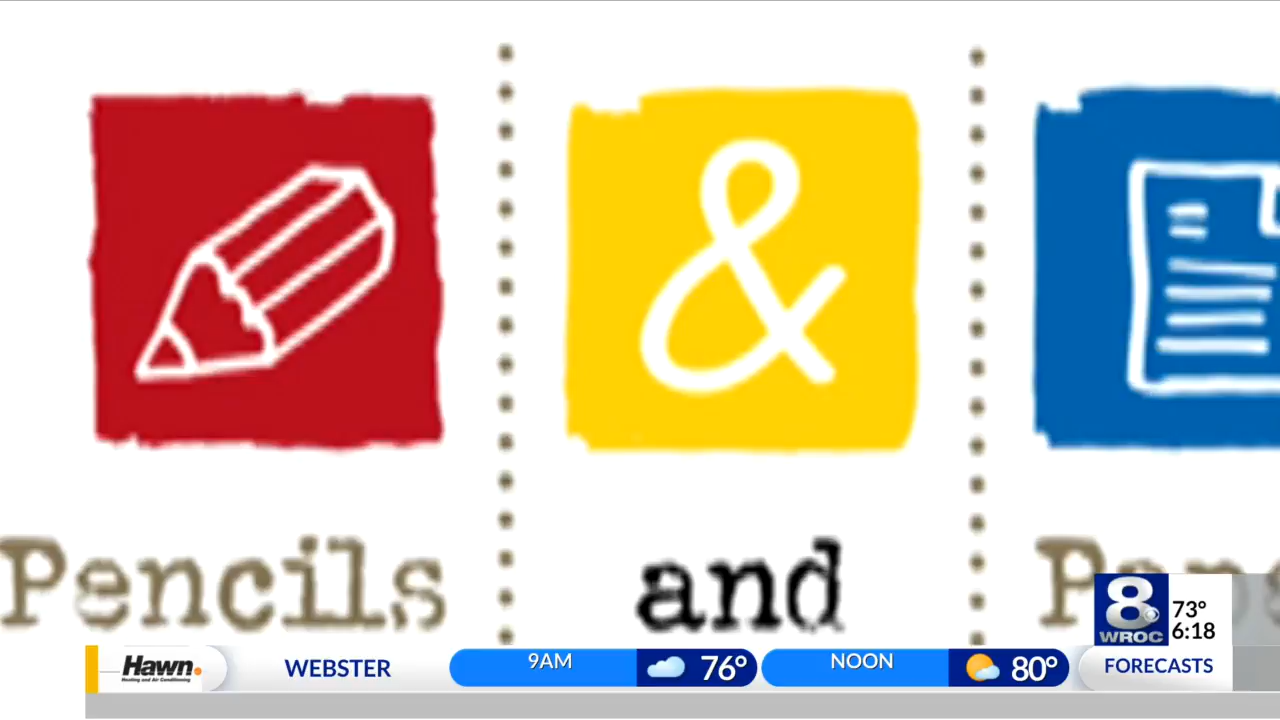 &
Pencils
and
8
WROC
73°
6:18
Hawn
Heating and Air Conditioning
WEBSTER
9AM
76°
NOON
80°
FORECASTS